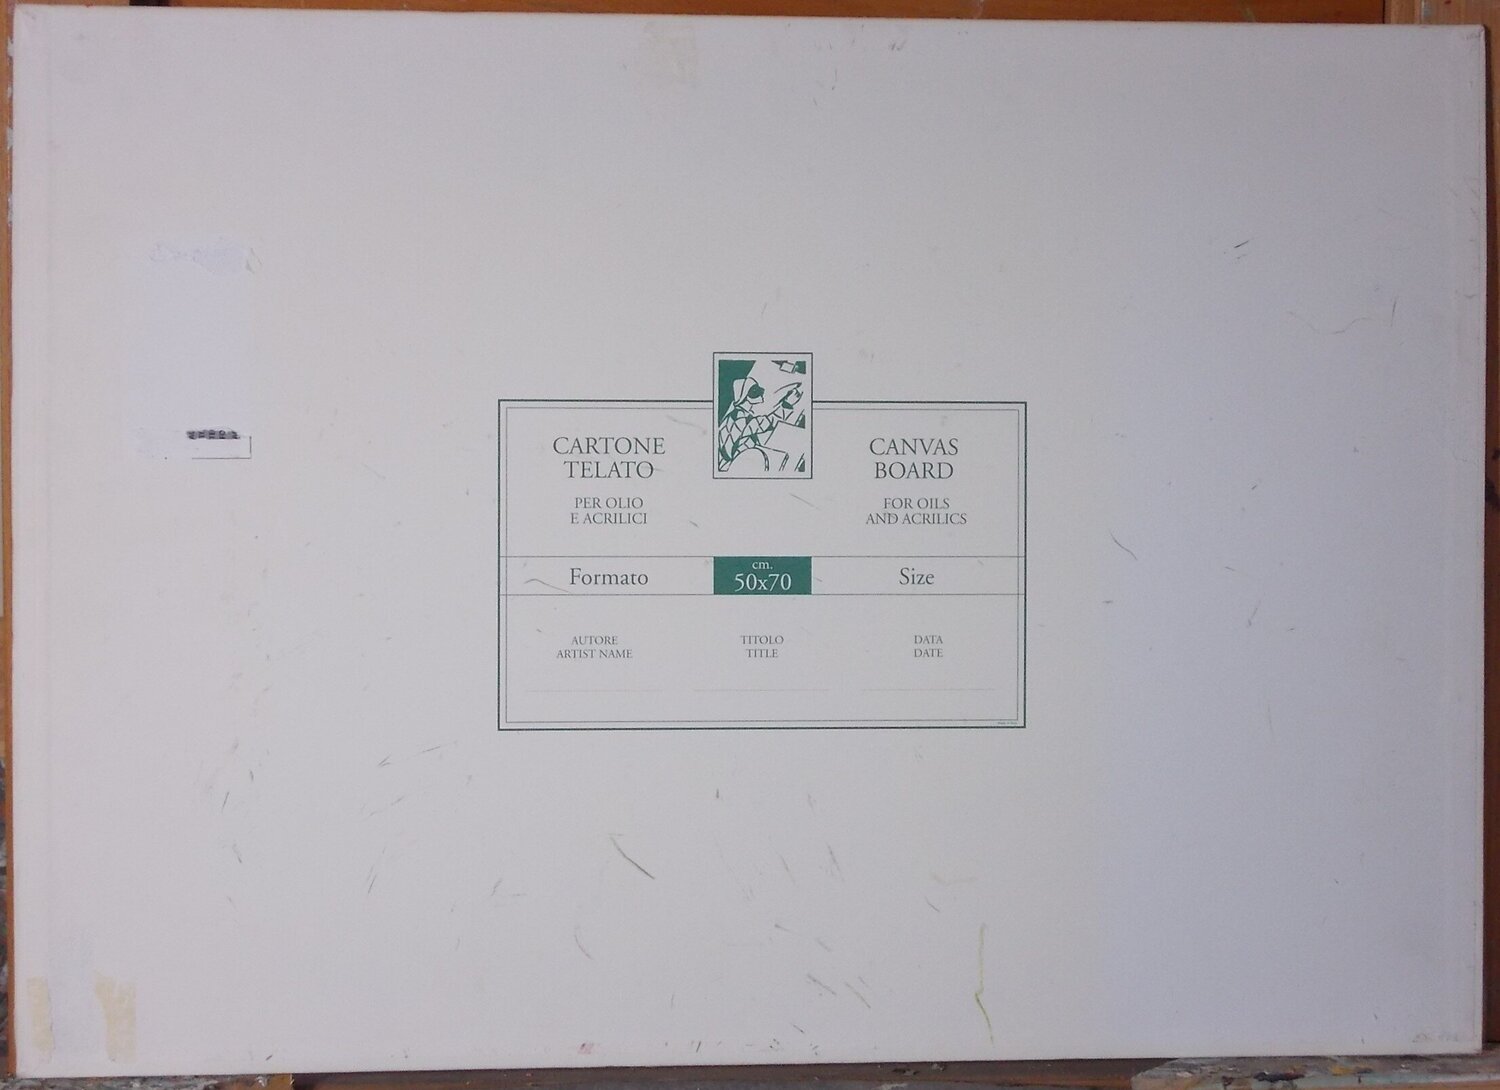 CARTONE
TELATO
PER OLIO
E ACRILICI
CANVAS
BOARD
FOR OILS
AND ACRILICS
Formato
cm.
50x70
Size
AUTORE
ARTIST NAME
TITOLO
TITLE
DATA
DATE